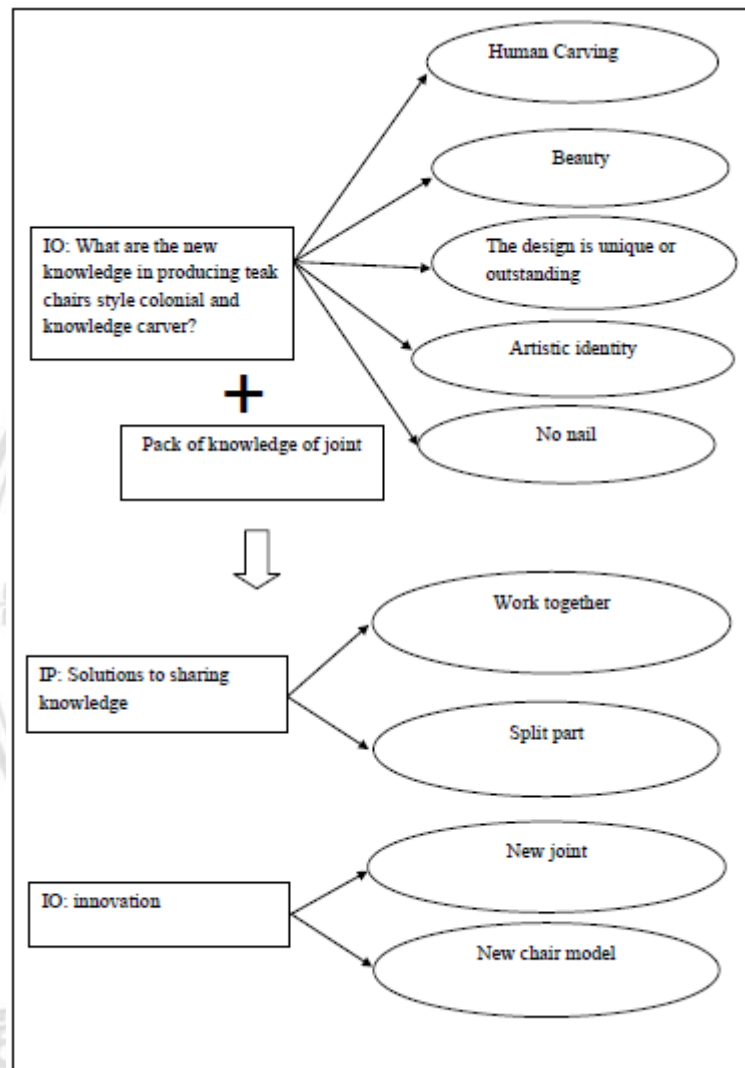 Human Carving
Beauty
IO: What are the new
knowledge in producing teak
chairs style colonial and
knowledge carver?
The design is unique or
outstanding
Artistic identity
+
Pack of knowledge of joint
No nail
Work together
IP: Solutions to sharing
knowledge
Split part
New joint
IO: innovation
New chair model